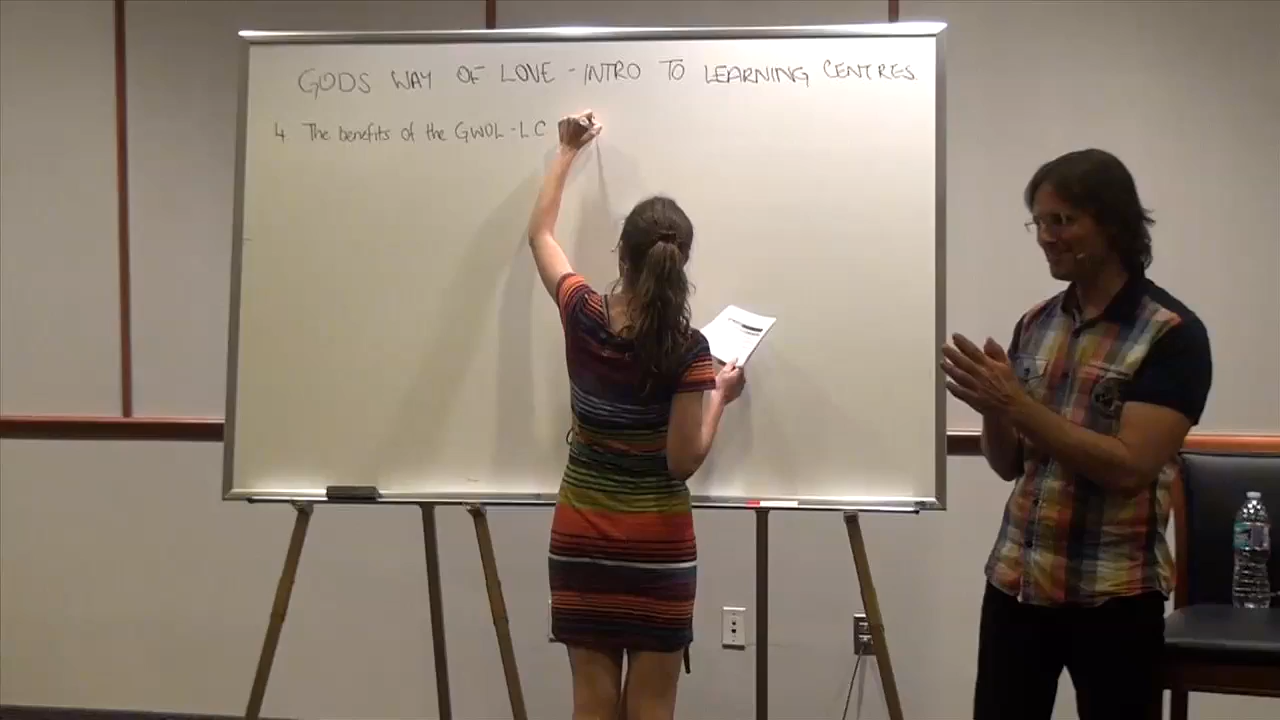 GODS WAY OF LOVE - INTRO TO LEARNING CENTRES
4 The benefits of the GWOL - L.C